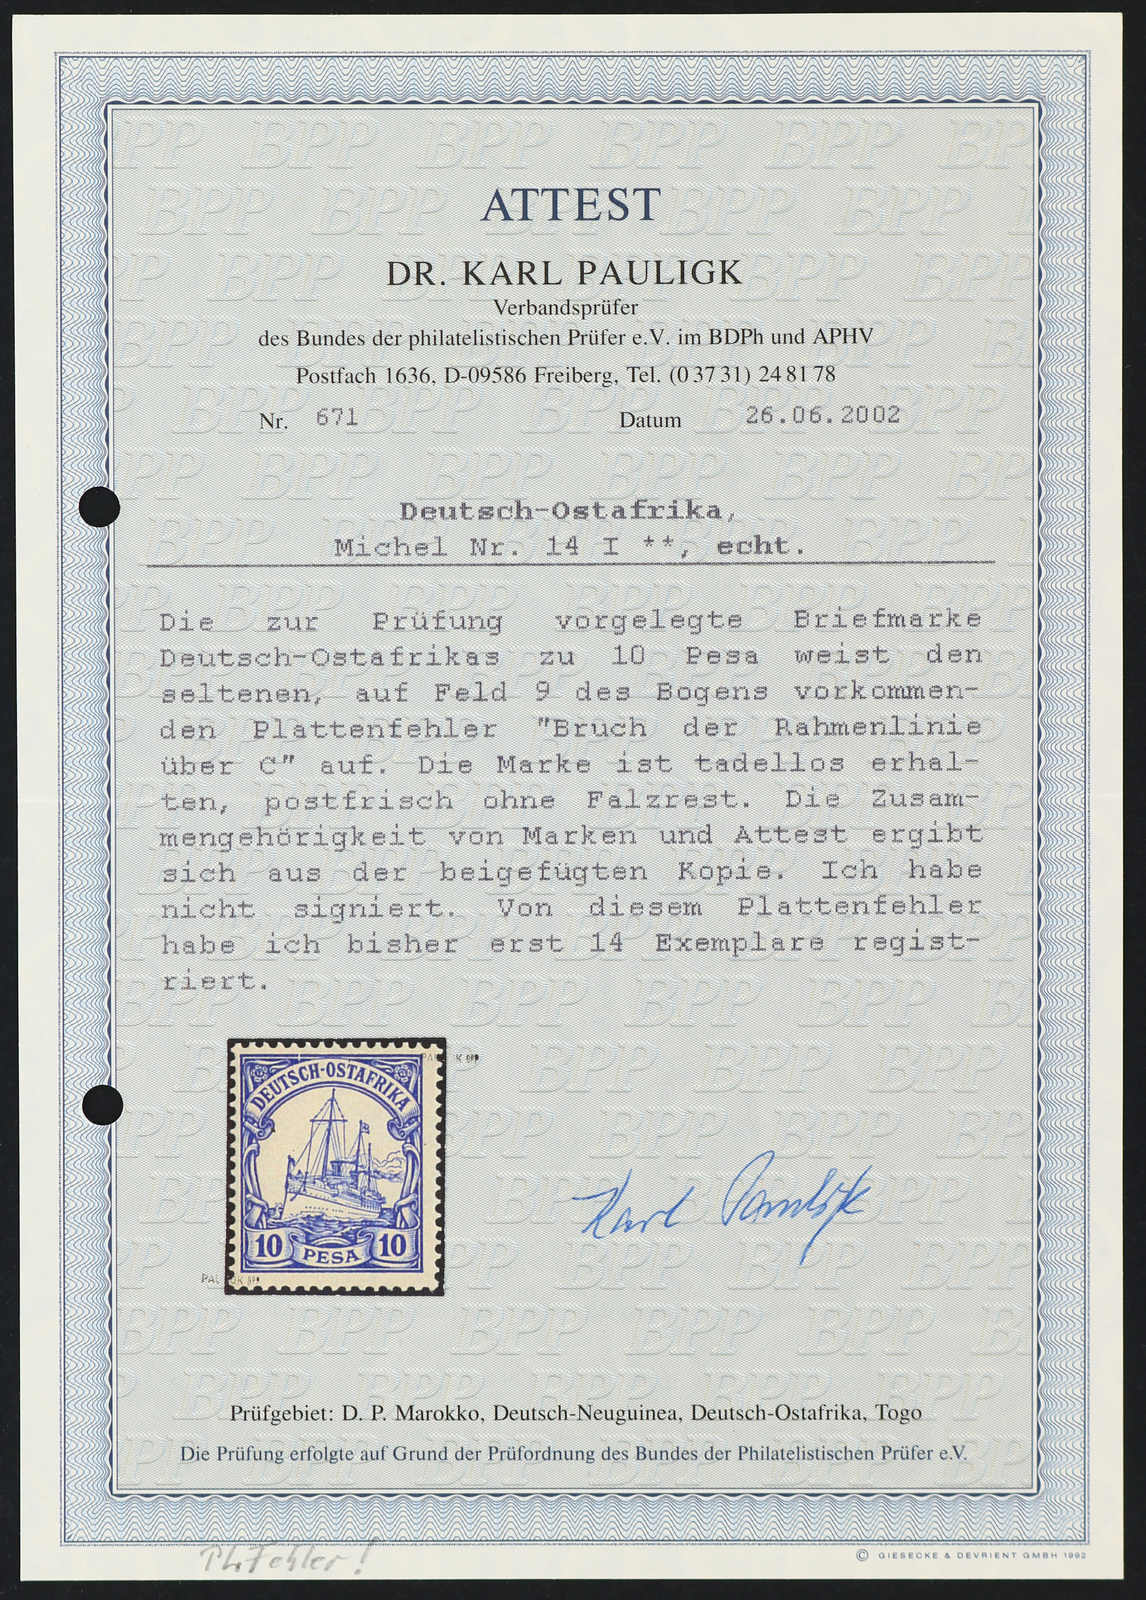 ATTEST
DR. KARL PAULIGK
Verbandsprüfer
des Bundes der philatelistischen Prüfer e.V. im BDPh und APHV
Postfach 1636, D-09586 Freiberg, Tel. (0 37 31) 24 81 78
Nr. 671 Datum 26.06.2002
Deutsch-Ostafrika,
Michel Nr. 14 I **, echt.
Die zur Prüfung vorgelegte Briefmarke
Deutsch-Ostafrikas zu 10 Pesa weist den
seltenen, auf Feld 9 des Bogens vorkommen-
den Plattenfehler "Bruch der Rahmenlinie
über C" auf. Die Marke ist tadellos erhal-
ten, postfrisch ohne Falzrest. Die Zusam-
mengehörigkeit von Marken und Attest ergibt
sich aus der beigefügten Kopie. Ich habe
nicht signiert. Von diesem Plattenfehler
habe ich bisher erst 14 Exemplare regist-
riert.
DEUTSCH-OSTAFRIKA
10 PESA 10
Karl Pauligk
Prüfgebiet: D. P. Marokko, Deutsch-Neuguinea, Deutsch-Ostafrika, Togo
Die Prüfung erfolgte auf Grund der Prüfordnung des Bundes der Philatelistischen Prüfer e.V.
Pl.Fehler!
© GIESECKE & DEVRIENT GMBH 1992